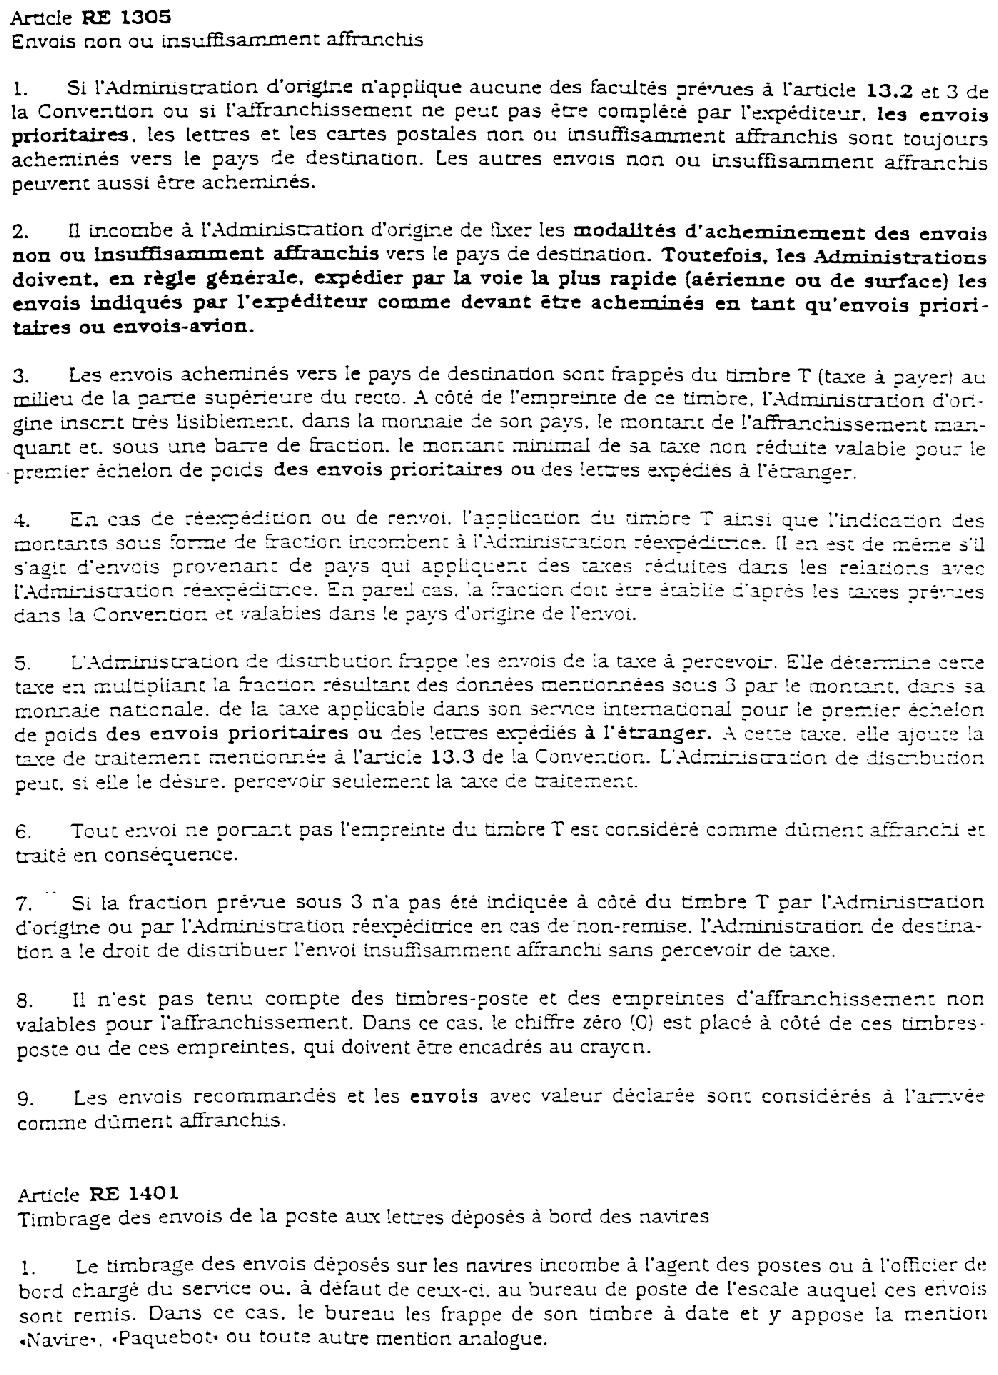 Article RE 1305
Envois non ou insuffisamment affranchis
1. Si l'Administration d'origine n'applique aucune des facultés prévues à l'article 13.2 et 3 de
la Convention ou si l'affranchissement ne peut pas être complété par l'expéditeur, les envois
prioritaires, les lettres et les cartes postales non ou insuffisamment affranchis sont toujours
acheminés vers le pays de destination. Les autres envois non ou insuffisamment affranchis
peuvent aussi être acheminés.
2. Il incombe à l'Administration d'origine de fixer les modalités d'acheminement des envois
non ou insuffisamment affranchis vers le pays de destination. Toutefois, les Administrations
doivent, en règle générale, expédier par la voie la plus rapide (aérienne ou de surface) les
envois indiqués par l'expéditeur comme devant être acheminés en tant qu'envois priori-
taires ou envois-avion.
3. Les envois acheminés vers le pays de destination sont frappés du timbre T (taxe à payer) au
milieu de la partie supérieure du recto. A côté de l'empreinte de ce timbre, l'Administration d'ori-
gine inscrit très lisiblement, dans la monnaie de son pays, le montant de l'affranchissement man-
quant et, sous une barre de fraction, le montant minimal de sa taxe non réduite valable pour le
premier échelon de poids des envois prioritaires ou des lettres expédiés à l'étranger.
4. En cas de réexpédition ou de renvoi, l'application du timbre T ainsi que l'indication des
montants sous forme de fraction incombent à l'Administration réexpéditrice. Il en est de même s'il
s'agit d'envois provenant de pays qui appliquent des taxes réduites dans les relations avec
l'Administration réexpéditrice. En pareil cas, la fraction doit être établie d'après les taxes prévues
dans la Convention et valables dans le pays d'origine de l'envoi.
5. L'Administration de distribution frappe les envois de la taxe à percevoir. Elle détermine cette
taxe en multipliant la fraction résultant des données mentionnées sous 3 par le montant, dans sa
monnaie nationale, de la taxe applicable dans son service international pour le premier échelon
de poids des envois prioritaires ou des lettres expédiés à l'étranger. A cette taxe, elle ajoute la
taxe de traitement mentionnée à l'article 13.3 de la Convention. L'Administration de distribution
peut, si elle le désire, percevoir seulement la taxe de traitement.
6. Tout envoi ne portant pas l'empreinte du timbre T est considéré comme dûment affranchi et
traité en conséquence.
7. Si la fraction prévue sous 3 n'a pas été indiquée à côté du timbre T par l'Administration
d'origine ou par l'Administration réexpéditrice en cas de non-remise, l'Administration de destina-
tion a le droit de distribuer l'envoi insuffisamment affranchi sans percevoir de taxe.
8. Il n'est pas tenu compte des timbres-poste et des empreintes d'affranchissement non
valables pour l'affranchissement. Dans ce cas, le chiffre zéro (0) est placé à côté de ces timbres-
poste ou de ces empreintes, qui doivent être encadrés au crayon.
9. Les envois recommandés et les envois avec valeur déclarée sont considérés à l'arrivée
comme dûment affranchis.
Article RE 1401
Timbrage des envois de la poste aux lettres déposés à bord des navires
1. Le timbrage des envois déposés sur les navires incombe à l'agent des postes ou à l'officier de
bord chargé du service ou, à défaut de ceux-ci, au bureau de poste de l'escale auquel ces envois
sont remis. Dans ce cas, le bureau les frappe de son timbre à date et y appose la mention
«Navire», «Paquebot» ou toute autre mention analogue.